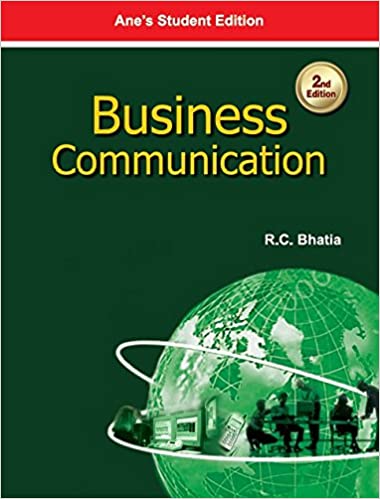 Ane's Student Edition
2nd
Edition
Business
Communication
R.C. Bhatia